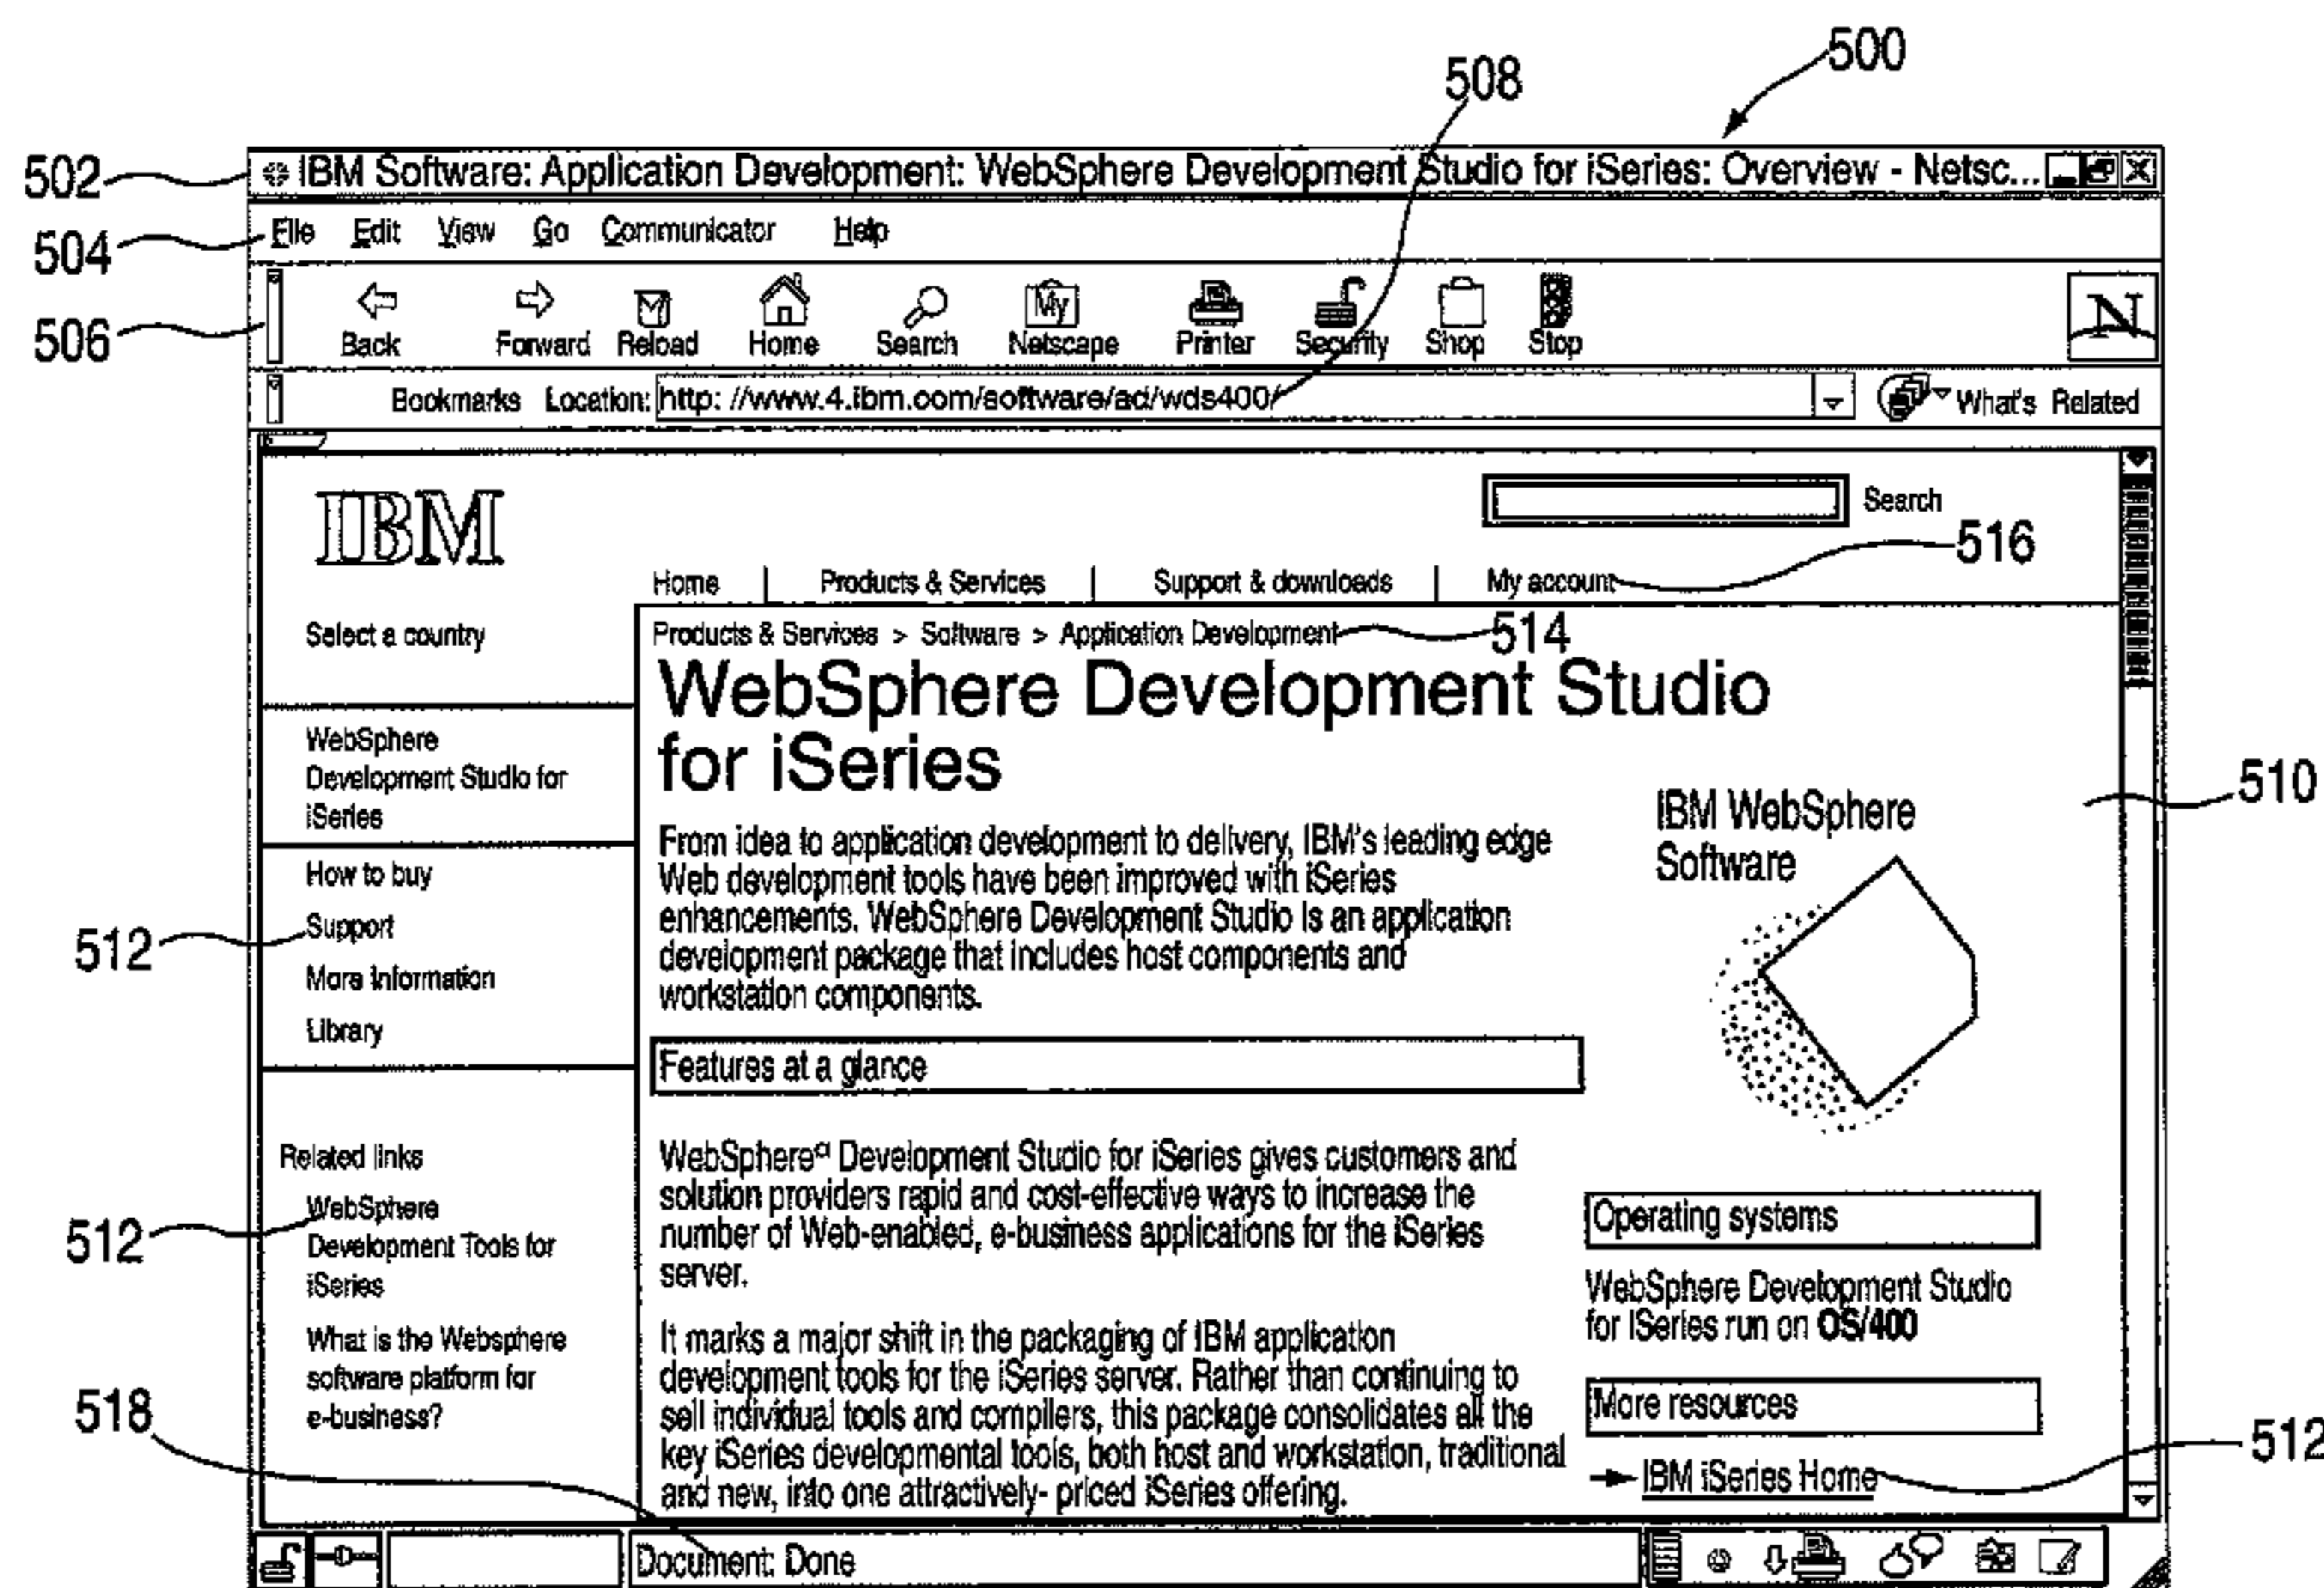 500
508
502
IBM Software: Application Development: WebSphere Development Studio for iSeries: Overview - Netsc...
504
File Edit View Go Communicator Help
506
My
N
Back Forward Reload Home Search Netscape Printer Security Shop Stop
Bookmarks Location: http: //www.4.ibm.com/software/ad/wds400/ What's Related
IBM
Search
516
Home | Products & Services | Support & downloads | My account
Select a country
Products & Services > Software > Application Development
514
WebSphere Development Studio
for iSeries
WebSphere
Development Studio for
iSeries
510
IBM WebSphere
Software
From idea to application development to delivery, IBM's leading edge
Web development tools have been improved with iSeries
enhancements. WebSphere Development Studio is an application
development package that includes host components and
workstation components.
How to buy
512
Support
More Information
Library
Features at a glance
Related links
512
WebSphere
Development Tools for
iSeries
What is the Websphere
software platform for
e-business?
518
WebSphere Development Studio for iSeries gives customers and
solution providers rapid and cost-effective ways to increase the
number of Web-enabled, e-business applications for the iSeries
server.
It marks a major shift in the packaging of IBM application
development tools for the iSeries server. Rather than continuing to
sell individual tools and compilers, this package consolidates all the
key iSeries developmental tools, both host and workstation, traditional
and new, into one attractively- priced iSeries offering.
Operating systems
WebSphere Development Studio
for iSeries run on OS/400
More resources
512
IBM iSeries Home
Document: Done